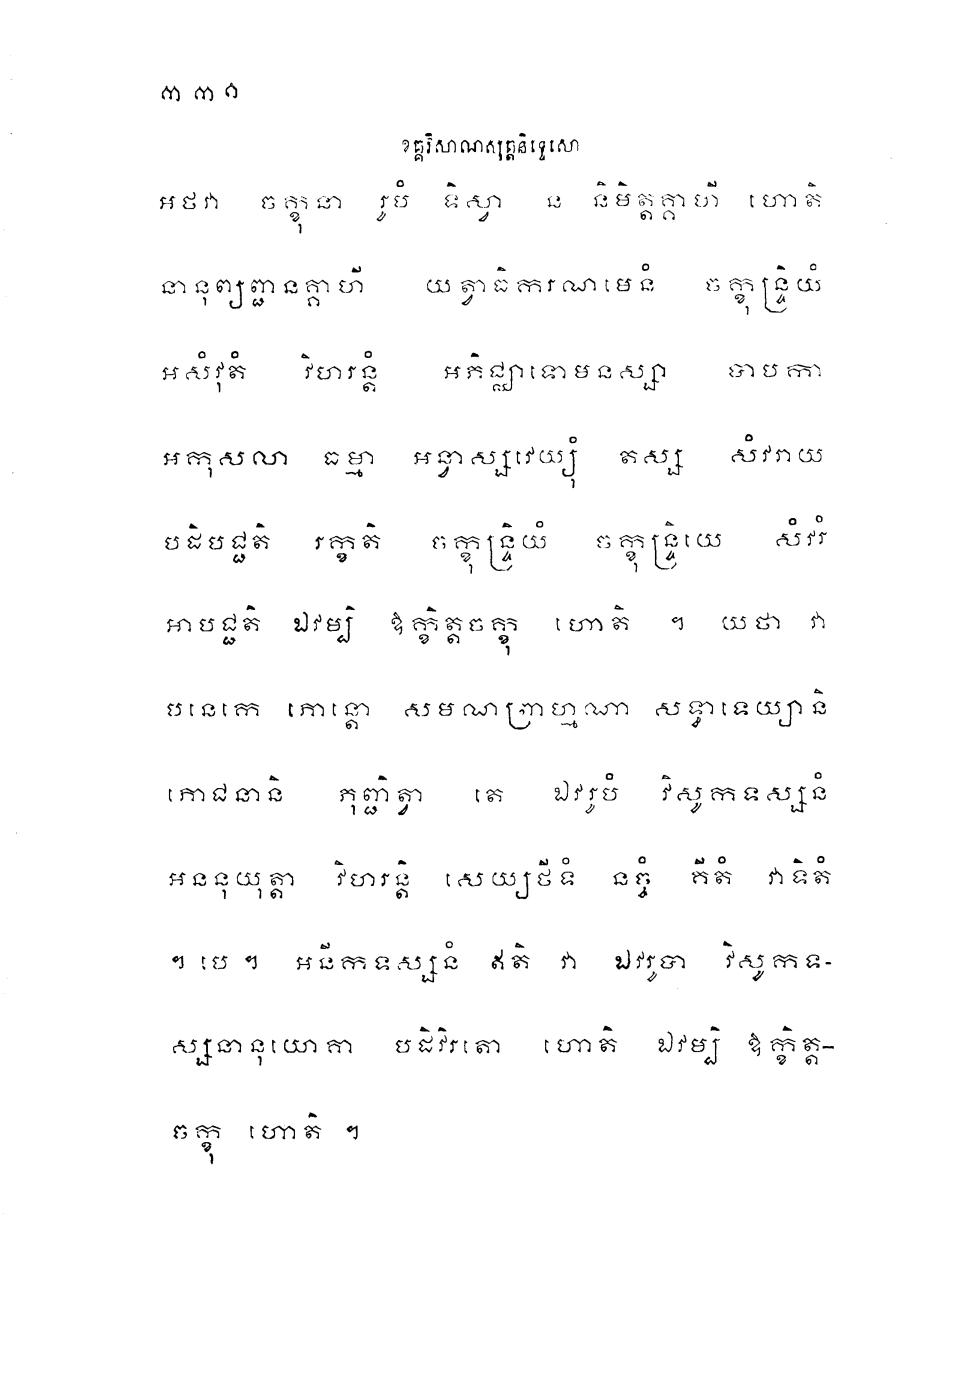 ៣៣១
ខគ្គវិសាណសុត្តនិទ្ទេសោ
អថវា ចក្ខុនា រូបំ ទិស្វា ន និមិត្តគ្គាហី ហោតិ
នានុព្យញ្ជនគ្គាហី យត្វាធិករណមេនំ ចក្ខុន្ទ្រិយំ
អសំវុតំ វិហរន្តំ អភិជ្ឈាទោមនស្សា បាបកា
អកុសលា ធម្មា អន្វាស្សវេយ្យុំ តស្ស សំវរាយ
បដិបជ្ជតិ រក្ខតិ ចក្ខុន្ទ្រិយំ ចក្ខុន្ទ្រិយេ សំវរំ
អាបជ្ជតិ ឯវម្បិ ឱក្ខិត្តចក្ខុ ហោតិ ។ យថា វា
បនេកេ ភោន្តោ សមណព្រាហ្មណា សទ្ធាទេយ្យានិ
ភោជនានិ ភុញ្ជិត្វា តេ ឯវរូបំ វិសូកទស្សនំ
អននុយុត្តា វិហរន្តិ សេយ្យថីទំ នច្ចំ គីតំ វាទិតំ
។ បេ ។ អនីកទស្សនំ ឥតិ វា ឯវរូបា វិសូកទ-
ស្សនានុយោគា បដិវិរតោ ហោតិ ឯវម្បិ ឱក្ខិត្ត-
ចក្ខុ ហោតិ ។